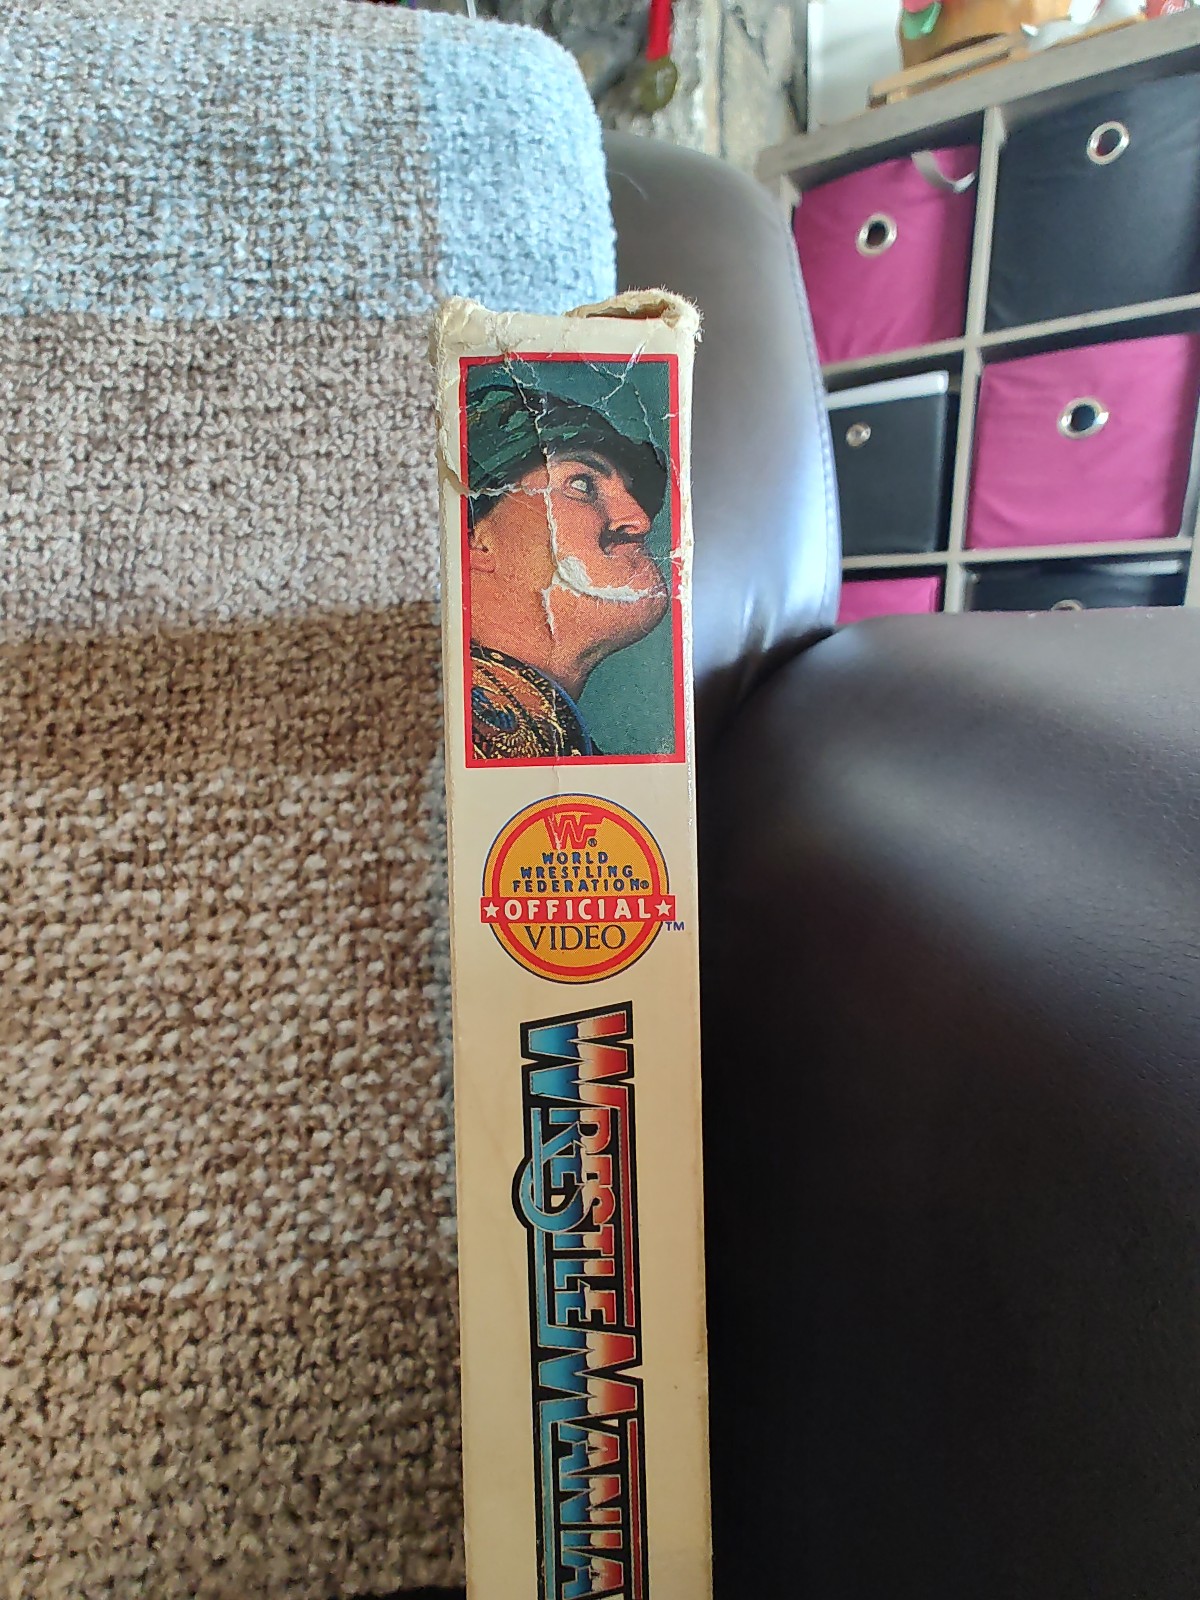 WF®
WORLD
WRESTLING
FEDERATION®
★OFFICIAL★
VIDEO
™
WRESTLEMANIA